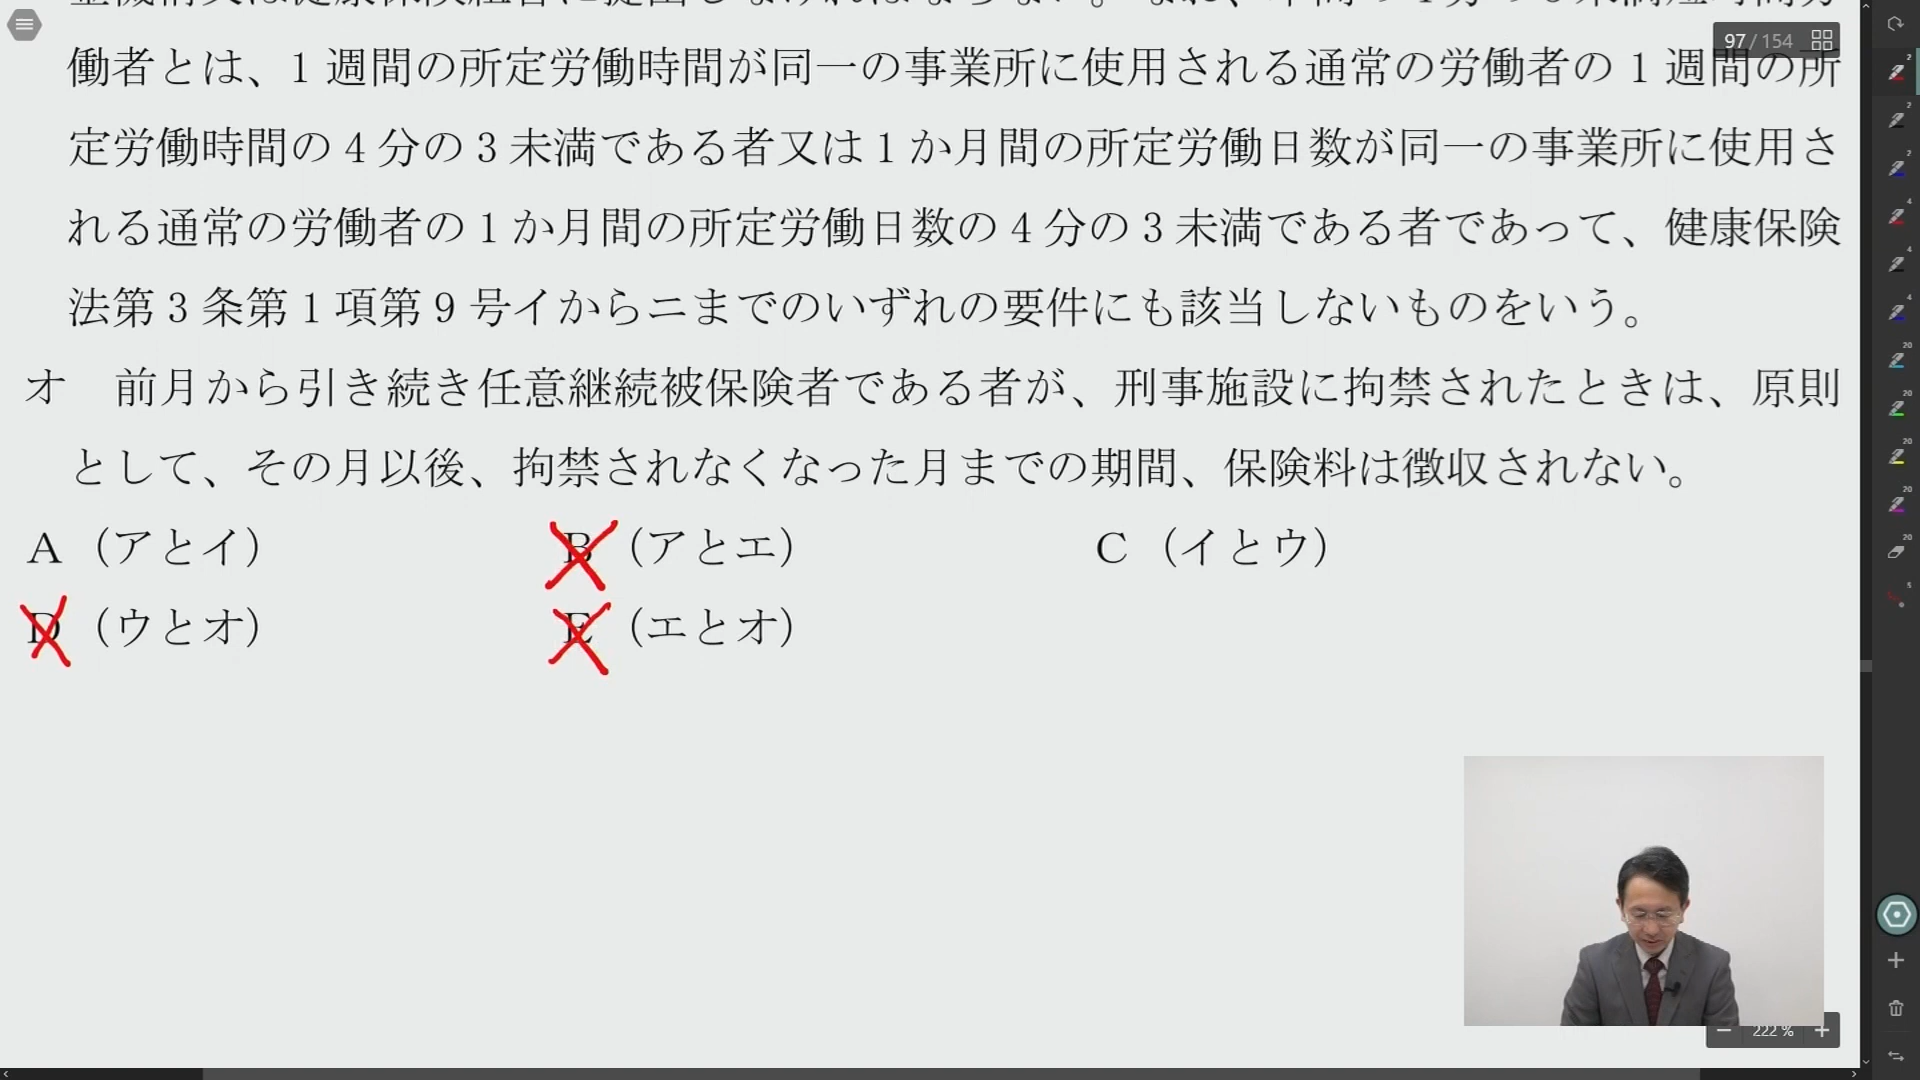 97 / 154
働者とは、1週間の所定労働時間が同一の事業所に使用される通常の労働者の1週間の所
定労働時間の4分の3未満である者又は1か月間の所定労働日数が同一の事業所に使用さ
れる通常の労働者の1か月間の所定労働日数の4分の3未満である者であって、健康保険
法第3条第1項第9号イからニまでのいずれの要件にも該当しないものをいう。
オ　前月から引き続き任意継続被保険者である者が、刑事施設に拘禁されたときは、原則
として、その月以後、拘禁されなくなった月までの期間、保険料は徴収されない。
A（アとイ）　B（アとエ）　C（イとウ）
D（ウとオ）　E（エとオ）
222 %